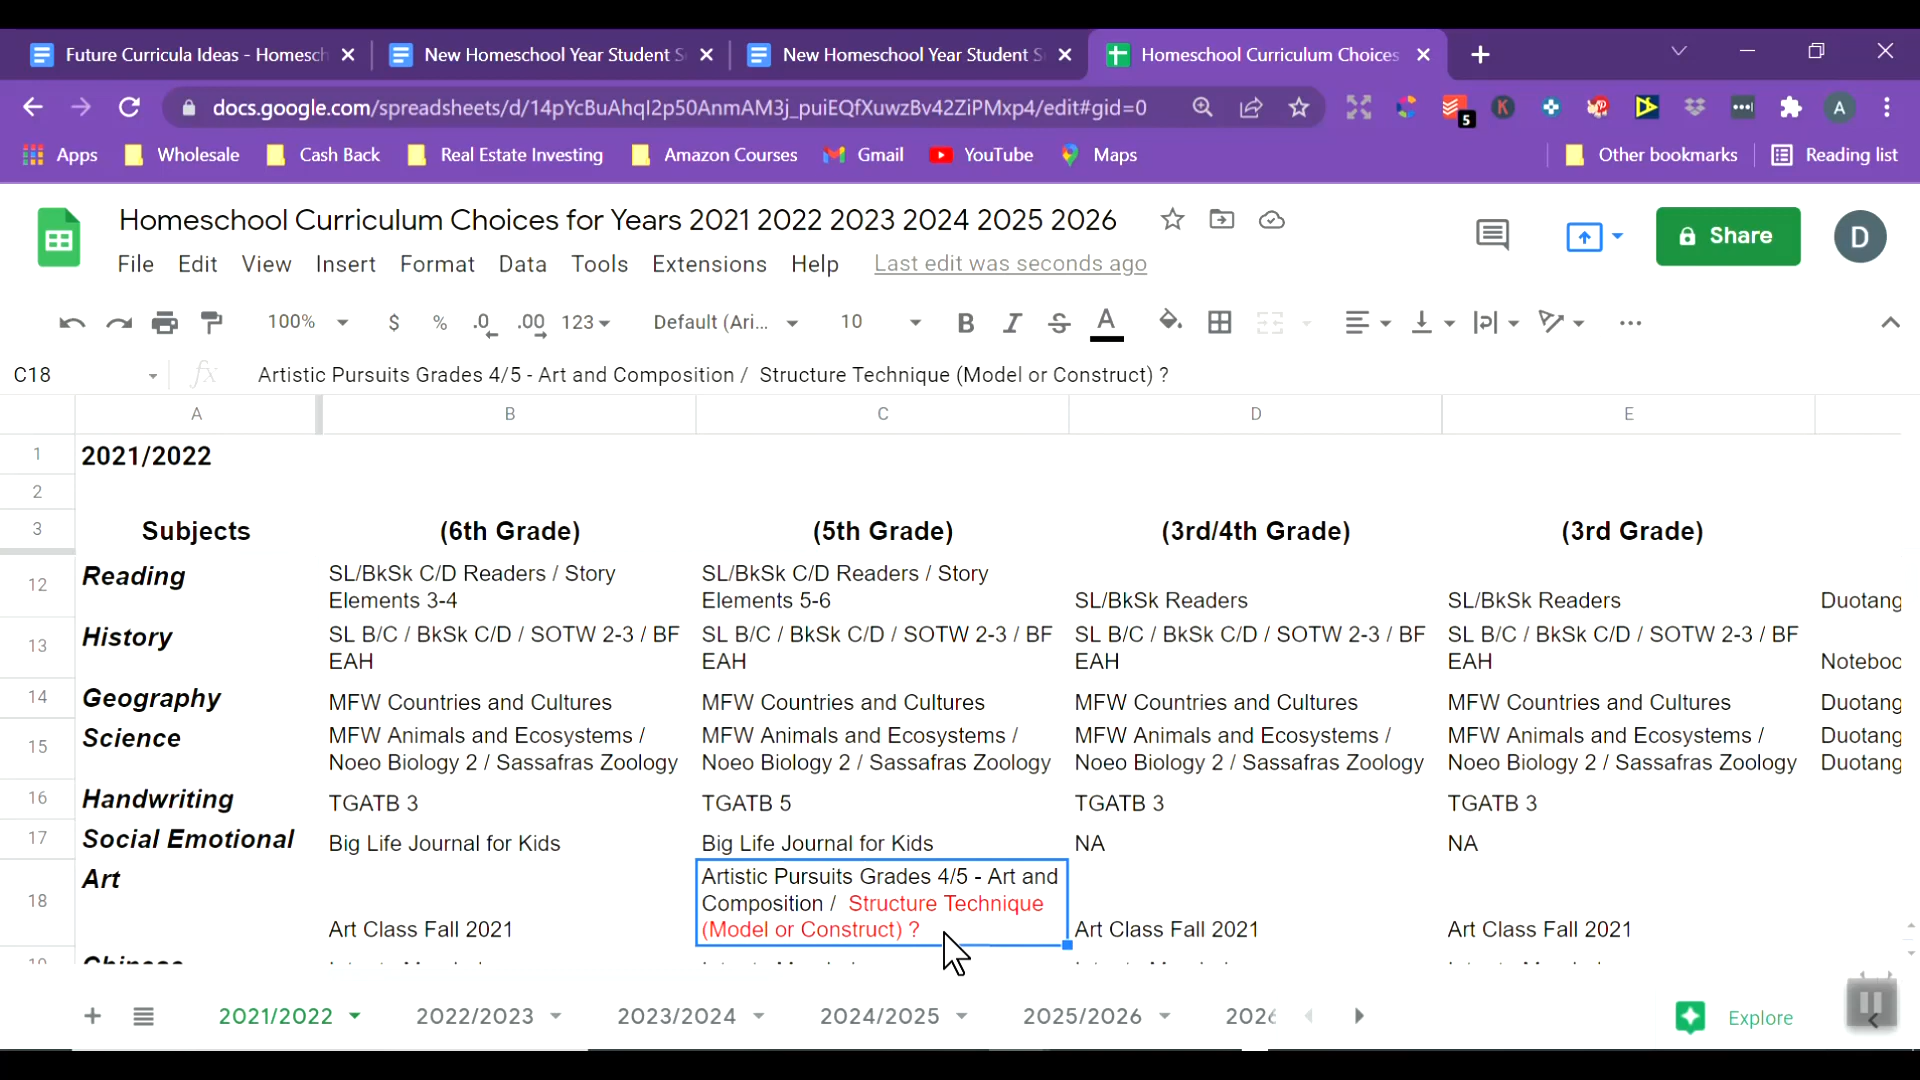 Future Curricula Ideas - Homesch
New Homeschool Year Student S
New Homeschool Year Student S
Homeschool Curriculum Choices
docs.google.com/spreadsheets/d/14pYcBuAhqI2p50AnmAM3j_puiEQfXuwzBv42ZiPMxp4/edit#gid=0
5
K
A
Apps
Wholesale
Cash Back
Real Estate Investing
Amazon Courses
Gmail
YouTube
Maps
Other bookmarks
Reading list
Homeschool Curriculum Choices for Years 2021 2022 2023 2024 2025 2026
Share
D
File Edit View Insert Format Data Tools Extensions Help Last edit was seconds ago
100% $ % .0 .00 123 Default (Ari... 10 B I S A
C18 fx Artistic Pursuits Grades 4/5 - Art and Composition / Structure Technique (Model or Construct) ?
A B C D E
1 2021/2022
2
3 Subjects (6th Grade) (5th Grade) (3rd/4th Grade) (3rd Grade)
12 Reading
SL/BkSk C/D Readers / Story
Elements 3-4
SL/BkSk C/D Readers / Story
Elements 5-6
SL/BkSk Readers
SL/BkSk Readers
Duotang
13 History
SL B/C / BkSk C/D / SOTW 2-3 / BF
EAH
SL B/C / BkSk C/D / SOTW 2-3 / BF
EAH
SL B/C / BkSk C/D / SOTW 2-3 / BF
EAH
SL B/C / BkSk C/D / SOTW 2-3 / BF
EAH
Noteboo
14 Geography
MFW Countries and Cultures
MFW Countries and Cultures
MFW Countries and Cultures
MFW Countries and Cultures
Duotang
15 Science
MFW Animals and Ecosystems /
Noeo Biology 2 / Sassafras Zoology
MFW Animals and Ecosystems /
Noeo Biology 2 / Sassafras Zoology
MFW Animals and Ecosystems /
Noeo Biology 2 / Sassafras Zoology
MFW Animals and Ecosystems /
Noeo Biology 2 / Sassafras Zoology
Duotang
Duotang
16 Handwriting
TGATB 3
TGATB 5
TGATB 3
TGATB 3
17 Social Emotional
Big Life Journal for Kids
Big Life Journal for Kids
NA
NA
18 Art
Art Class Fall 2021
Artistic Pursuits Grades 4/5 - Art and
Composition / Structure Technique
(Model or Construct) ?
Art Class Fall 2021
Art Class Fall 2021
19 Chinese
2021/2022 2022/2023 2023/2024 2024/2025 2025/2026 2026
Explore